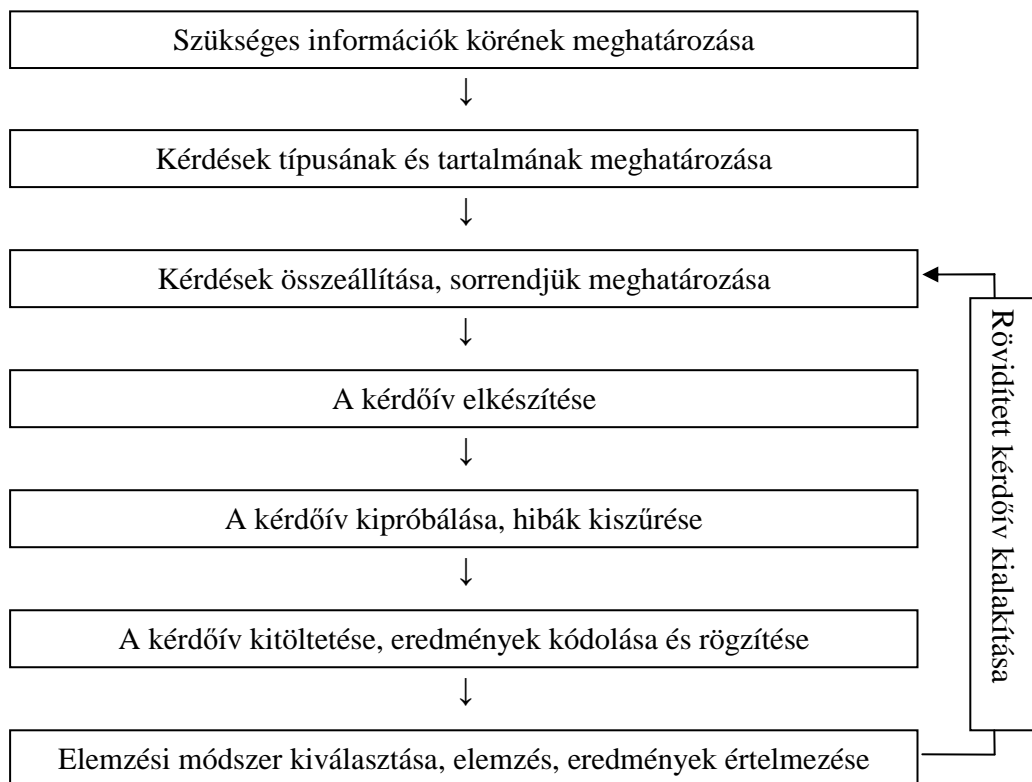 Szükséges információk körének meghatározása
↓
Kérdések típusának és tartalmának meghatározása
↓
Kérdések összeállítása, sorrendjük meghatározása
↓
A kérdőív elkészítése
↓
A kérdőív kipróbálása, hibák kiszűrése
↓
A kérdőív kitöltetése, eredmények kódolása és rögzítése
↓
Elemzési módszer kiválasztása, elemzés, eredmények értelmezése
Rövidített kérdőív kialakítása